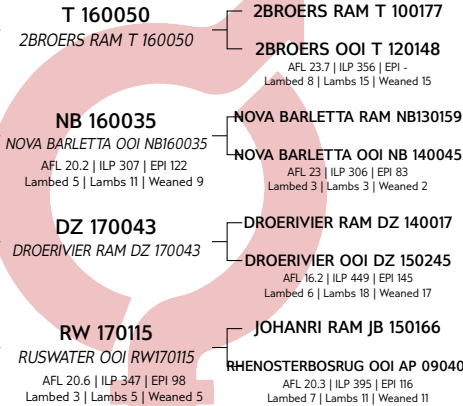 T 160050
2BROERS RAM T 160050
2BROERS RAM T 100177
2BROERS OOI T 120148
AFL 23.7 | ILP 356 | EPI -
Lambed 8 | Lambs 15 | Weaned 15
NB 160035
NOVA BARLETTA OOI NB160035
AFL 20.2 | ILP 307 | EPI 122
Lambed 5 | Lambs 11 | Weaned 9
NOVA BARLETTA RAM NB130159
NOVA BARLETTA OOI NB 140045
AFL 23 | ILP 306 | EPI 83
Lambed 3 | Lambs 3 | Weaned 2
DZ 170043
DROERIVIER RAM DZ 170043
DROERIVIER RAM DZ 140017
DROERIVIER OOI DZ 150245
AFL 16.2 | ILP 449 | EPI 145
Lambed 6 | Lambs 18 | Weaned 17
RW 170115
RUSWATER OOI RW170115
AFL 20.6 | ILP 347 | EPI 98
Lambed 3 | Lambs 5 | Weaned 5
JOHANRI RAM JB 150166
RHENOSTERBOSRUG OOI AP 09040
AFL 20.3 | ILP 395 | EPI 116
Lambed 7 | Lambs 11 | Weaned 11